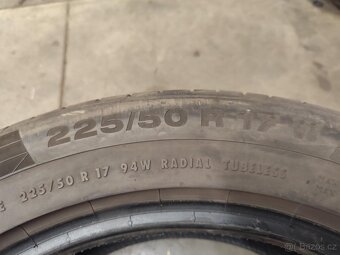 225/50 R 17
225/50 R 17 94W RADIAL TUBELESS
bazos.cz